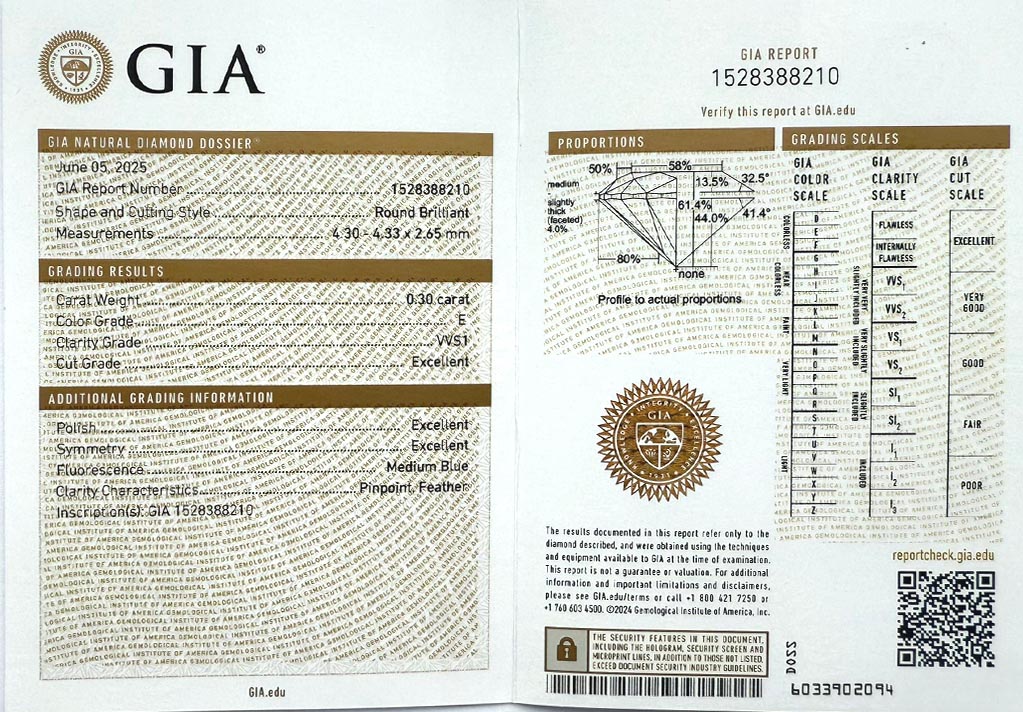 GIA®
GIA NATURAL DIAMOND DOSSIER®
June 05, 2025
GIA Report Number 1528388210
Shape and Cutting Style Round Brilliant
Measurements 4.30 - 4.33 x 2.65 mm
GRADING RESULTS
Carat Weight 0.30 carat
Color Grade E
Clarity Grade VVS1
Cut Grade Excellent
ADDITIONAL GRADING INFORMATION
Polish Excellent
Symmetry Excellent
Fluorescence Medium Blue
Clarity Characteristics Pinpoint, Feather
Inscription(s): GIA 1528388210
GIA.edu
GIA REPORT
1528388210
Verify this report at GIA.edu
PROPORTIONS
50%
58%
medium
13.5%
32.5°
slightly
thick
(faceted)
4.0%
61.4%
44.0%
41.4°
80%
none
Profile to actual proportions
GIA
INTEGRITY
1931
The results documented in this report refer only to the
diamond described, and were obtained using the techniques
and equipment available to GIA at the time of examination.
This report is not a guarantee or valuation. For additional
information and important limitations and disclaimers,
please see GIA.edu/terms or call +1 800 421 7250 or
+1 760 603 4500. ©2024 Gemological Institute of America, Inc.
THE SECURITY FEATURES IN THIS DOCUMENT,
INCLUDING THE HOLOGRAM, SECURITY SCREEN AND
MICROPRINT LINES, IN ADDITION TO THOSE NOT LISTED,
EXCEED DOCUMENT SECURITY INDUSTRY GUIDELINES.
GRADING SCALES
GIA
COLOR
SCALE
COLORLESS
D
E
F
NEAR
COLORLESS
G
H
I
J
FAINT
K
L
M
VERY LIGHT
N
O
P
Q
R
LIGHT
S
T
U
V
W
X
Y
Z
GIA
CLARITY
SCALE
FLAWLESS
INTERNALLY
FLAWLESS
VERY VERY
SLIGHTLY INCLUDED
VVS1
VVS2
VERY SLIGHTLY
INCLUDED
VS1
VS2
SLIGHTLY
INCLUDED
SI1
SI2
INCLUDED
I1
I2
I3
GIA
CUT
SCALE
EXCELLENT
VERY
GOOD
GOOD
FAIR
POOR
reportcheck.gia.edu
DOSS
6033902094